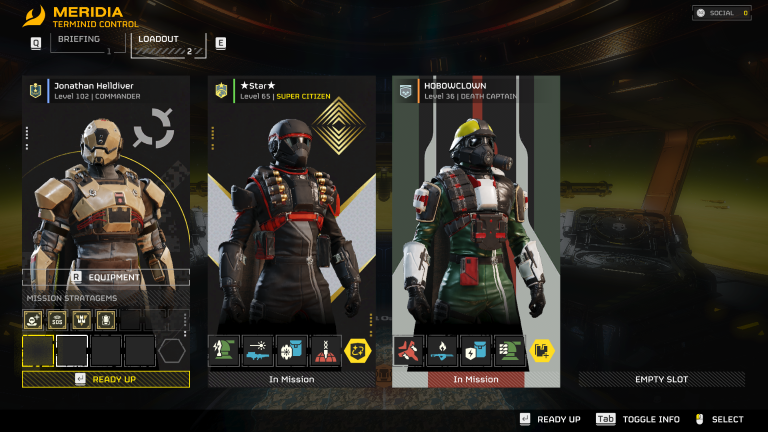 MERIDIA
TERMINID CONTROL
SOCIAL 0
Q
BRIEFING
1
LOADOUT
2
E
Jonathan Helldiver
Level 102 | COMMANDER
★Star★
Level 65 | SUPER CITIZEN
HOBOWCLOWN
Level 36 | DEATH CAPTAIN
R EQUIPMENT
MISSION STRATAGEMS
SOS
READY UP
In Mission
In Mission
EMPTY SLOT
READY UP
Tab TOGGLE INFO
SELECT